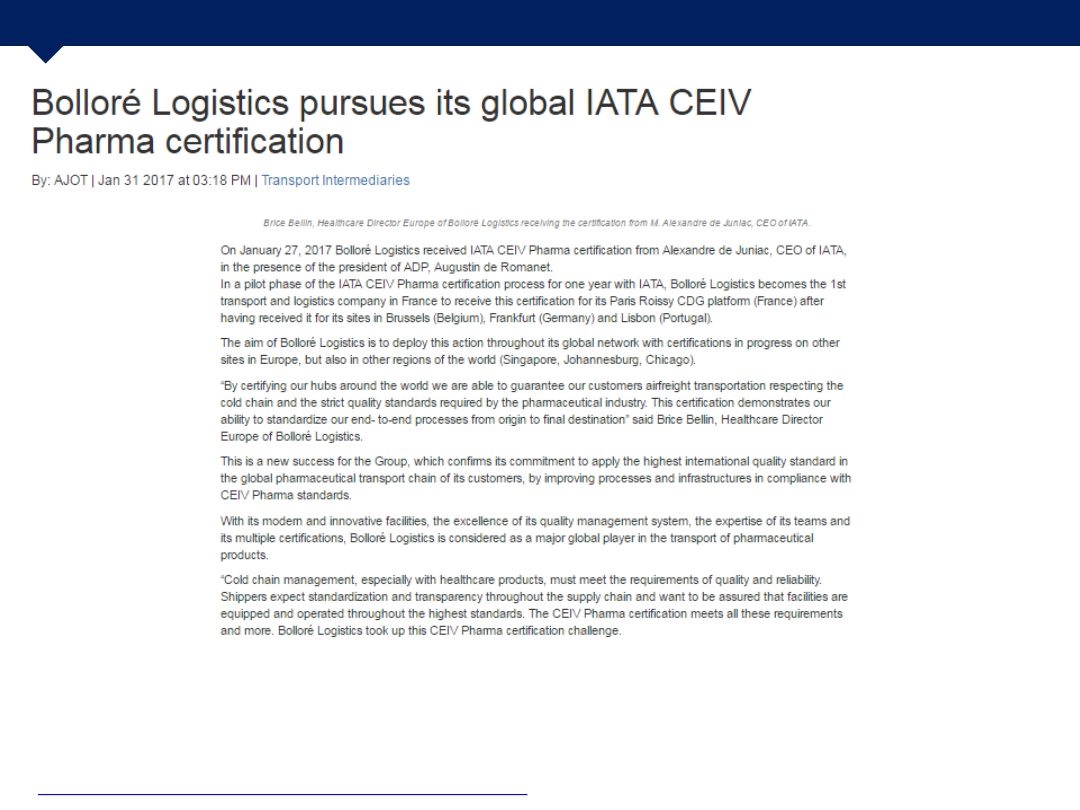 Bolloré Logistics pursues its global IATA CEIV
Pharma certification
By: AJOT | Jan 31 2017 at 03:18 PM | Transport Intermediaries
Brice Bellin, Healthcare Director Europe of Bolloré Logistics receiving the certification from M. Alexandre de Juniac, CEO of IATA.
On January 27, 2017 Bolloré Logistics received IATA CEIV Pharma certification from Alexandre de Juniac, CEO of IATA,
in the presence of the president of ADP, Augustin de Romanet.
In a pilot phase of the IATA CEIV Pharma certification process for one year with IATA, Bolloré Logistics becomes the 1st
transport and logistics company in France to receive this certification for its Paris Roissy CDG platform (France) after
having received it for its sites in Brussels (Belgium), Frankfurt (Germany) and Lisbon (Portugal).
The aim of Bolloré Logistics is to deploy this action throughout its global network with certifications in progress on other
sites in Europe, but also in other regions of the world (Singapore, Johannesburg, Chicago).
“By certifying our hubs around the world we are able to guarantee our customers airfreight transportation respecting the
cold chain and the strict quality standards required by the pharmaceutical industry. This certification demonstrates our
ability to standardize our end- to-end processes from origin to final destination” said Brice Bellin, Healthcare Director
Europe of Bolloré Logistics.
This is a new success for the Group, which confirms its commitment to apply the highest international quality standard in
the global pharmaceutical transport chain of its customers, by improving processes and infrastructures in compliance with
CEIV Pharma standards.
With its modern and innovative facilities, the excellence of its quality management system, the expertise of its teams and
its multiple certifications, Bolloré Logistics is considered as a major global player in the transport of pharmaceutical
products.
“Cold chain management, especially with healthcare products, must meet the requirements of quality and reliability.
Shippers expect standardization and transparency throughout the supply chain and want to be assured that facilities are
equipped and operated throughout the highest standards. The CEIV Pharma certification meets all these requirements
and more. Bolloré Logistics took up this CEIV Pharma certification challenge.